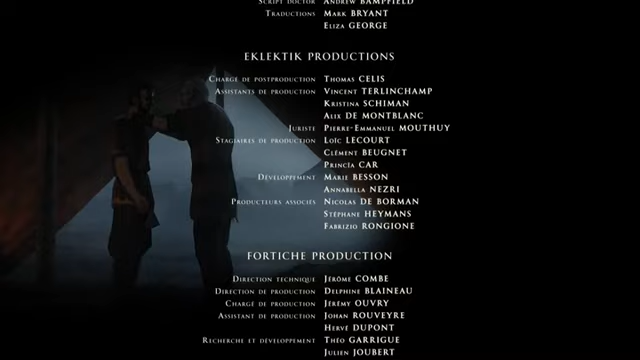 Script doctor Andrew BAMPFIELD
Traductions Mark BRYANT
Eliza GEORGE
EKLEKTIK PRODUCTIONS
Chargé de postproduction Thomas CELIS
Assistants de production Vincent TERLINCHAMP
Kristina SCHIMAN
Alix DE MONTBLANC
Juriste Pierre-Emmanuel MOUTHUY
Stagiaires de production Loïc LECOURT
Clément BEUGNET
Princîa CAR
Développement Marie BESSON
Annabella NEZRI
Producteurs associés Nicolas DE BORMAN
Stéphane HEYMANS
Fabrizio RONGIONE
FORTICHE PRODUCTION
Direction technique Jérôme COMBE
Direction de production Delphine BLAINEAU
Chargé de production Jérémy OUVRY
Assistant de production Johan ROUVEYRE
Hervé DUPONT
Recherche et développement Théo GARRIGUE
Julien JOUBERT